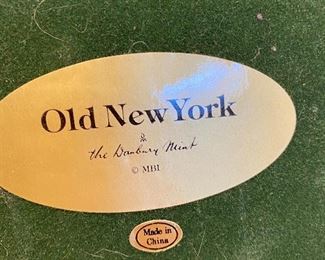 Old New York
&
the Danbury Mint
© MBI
Made in
China